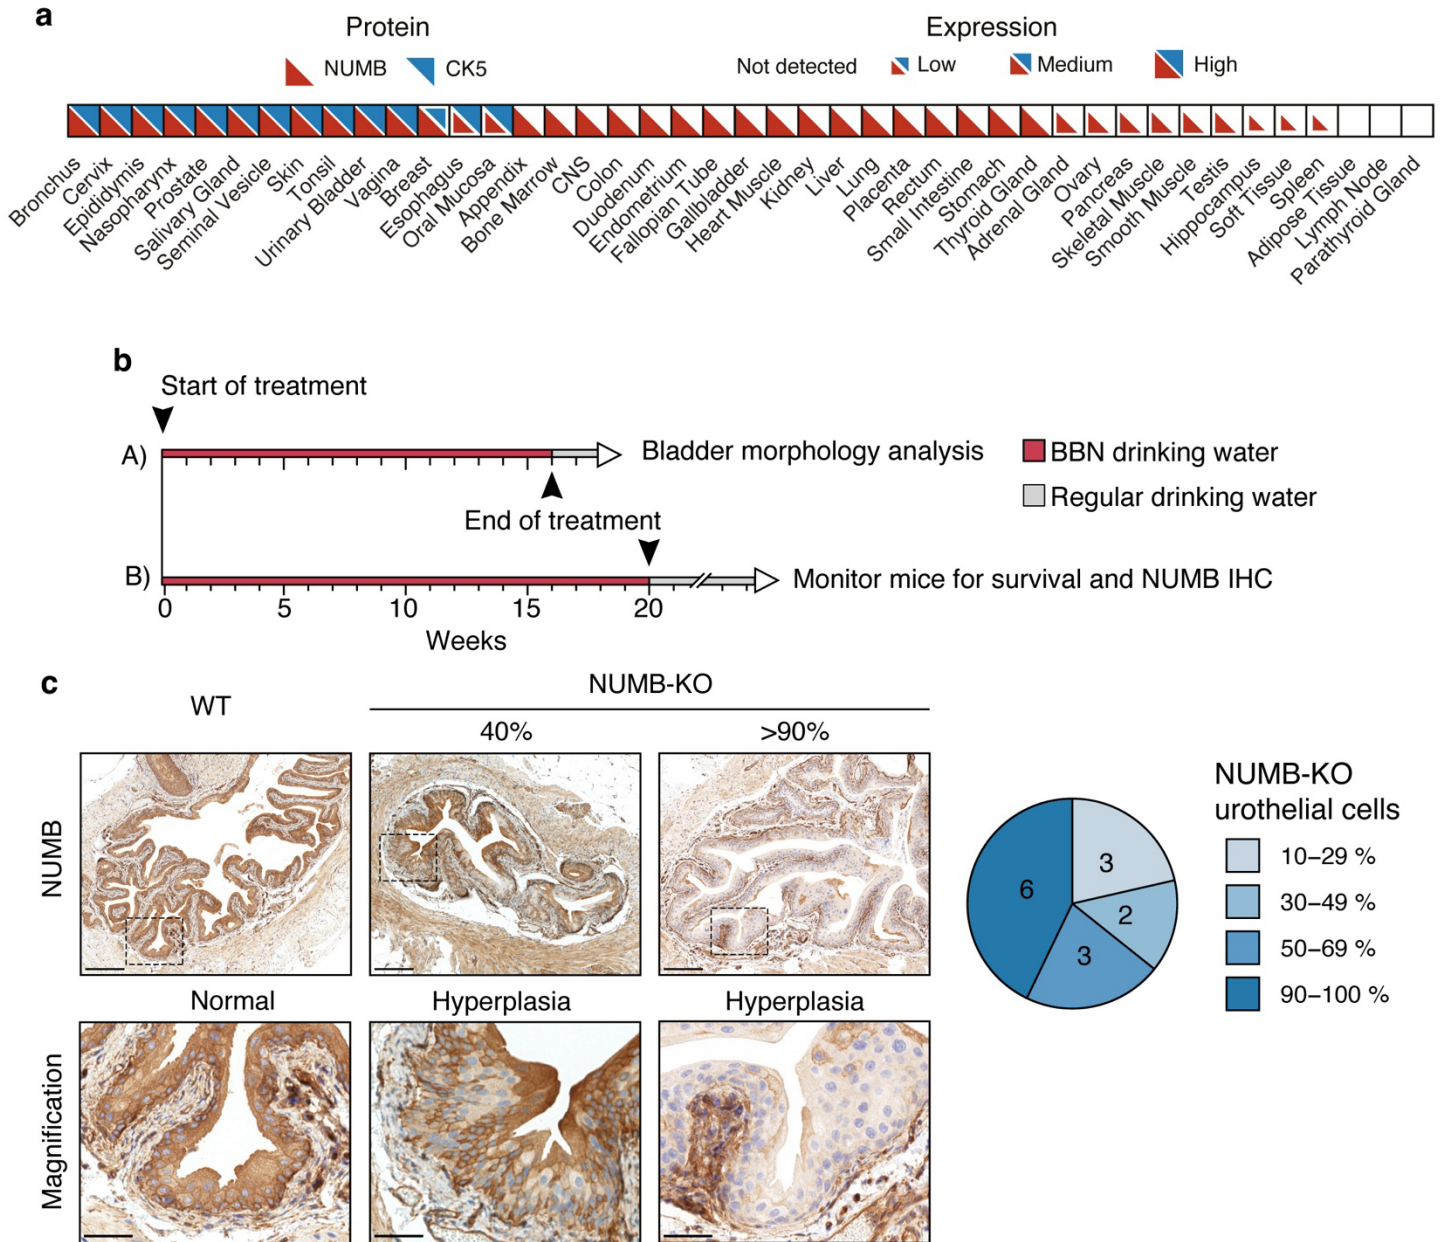 a
Protein
Expression
NUMB
CK5
Not detected
Low
Medium
High
Bronchus
Cervix
Epididymis
Nasopharynx
Prostate
Salivary Gland
Seminal Vesicle
Skin
Tonsil
Urinary Bladder
Vagina
Breast
Esophagus
Oral Mucosa
Appendix
Bone Marrow
CNS
Colon
Duodenum
Endometrium
Fallopian Tube
Gallbladder
Heart Muscle
Kidney
Liver
Lung
Placenta
Rectum
Small Intestine
Stomach
Thyroid Gland
Adrenal Gland
Ovary
Pancreas
Skeletal Muscle
Smooth Muscle
Testis
Hippocampus
Soft Tissue
Spleen
Adipose Tissue
Lymph Node
Parathyroid Gland
b
Start of treatment
A)
Bladder morphology analysis
BBN drinking water
Regular drinking water
End of treatment
B)
Monitor mice for survival and NUMB IHC
0 5 10 15 20
Weeks
c
WT
NUMB-KO
40%
>90%
NUMB
Normal
Hyperplasia
Hyperplasia
Magnification
3
2
3
6
NUMB-KO
urothelial cells
10–29 %
30–49 %
50–69 %
90–100 %